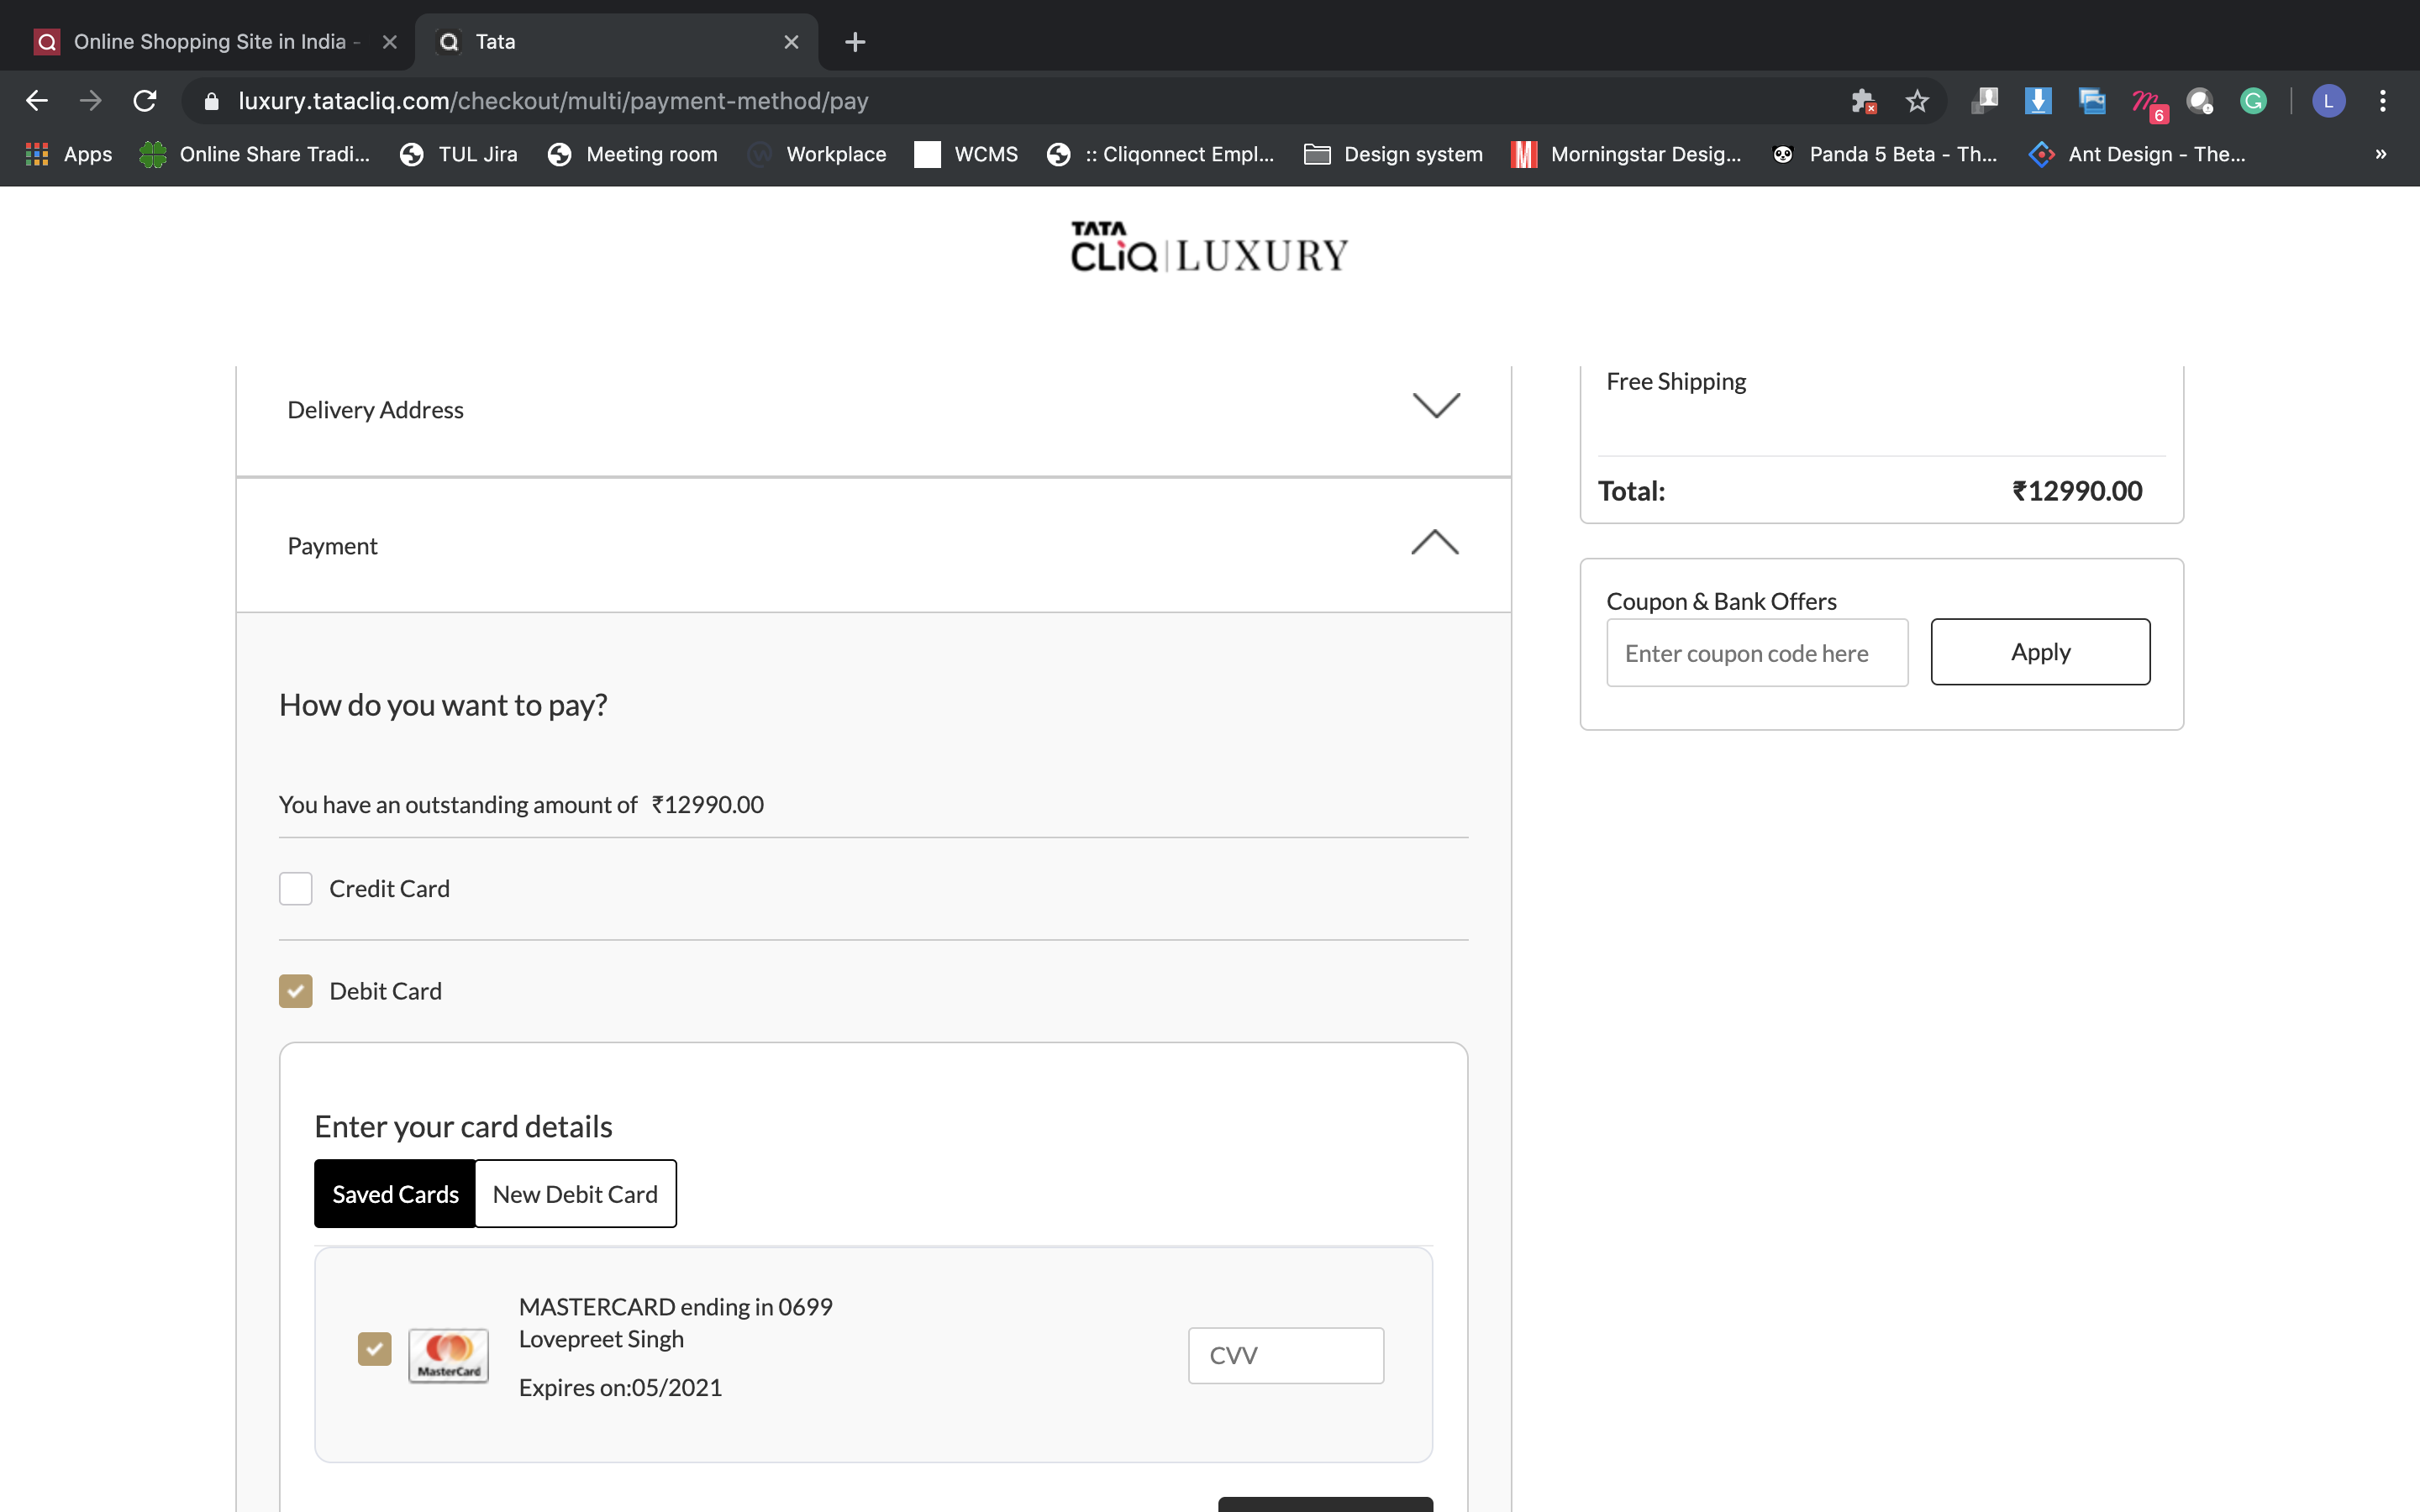 Online Shopping Site in India -
Tata
luxury.tatacliq.com/checkout/multi/payment-method/pay
6
L
Apps
Online Share Tradi...
TUL Jira
Meeting room
Workplace
WCMS
:: Cliqonnect Empl...
Design system
Morningstar Desig...
Panda 5 Beta - Th...
Ant Design - The...
»
TATA
CLiQ | LUXURY
Delivery Address
Payment
How do you want to pay?
You have an outstanding amount of ₹12990.00
Credit Card
Debit Card
Enter your card details
Saved Cards
New Debit Card
MasterCard
MASTERCARD ending in 0699
Lovepreet Singh
Expires on:05/2021
CVV
Free Shipping
Total: ₹12990.00
Coupon & Bank Offers
Enter coupon code here
Apply